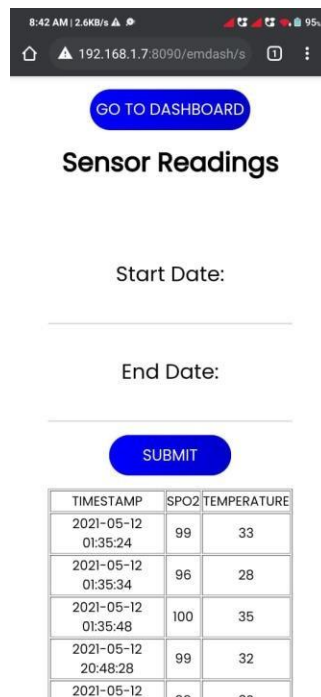 8:42 AM | 2.6KB/s
95%
192.168.1.7:8090/emdash/s
1
GO TO DASHBOARD
Sensor Readings
Start Date:
End Date:
SUBMIT
TIMESTAMP SPO2 TEMPERATURE
2021-05-12
01:35:24 99 33
2021-05-12
01:35:34 96 28
2021-05-12
01:35:48 100 35
2021-05-12
20:48:28 99 32
2021-05-12